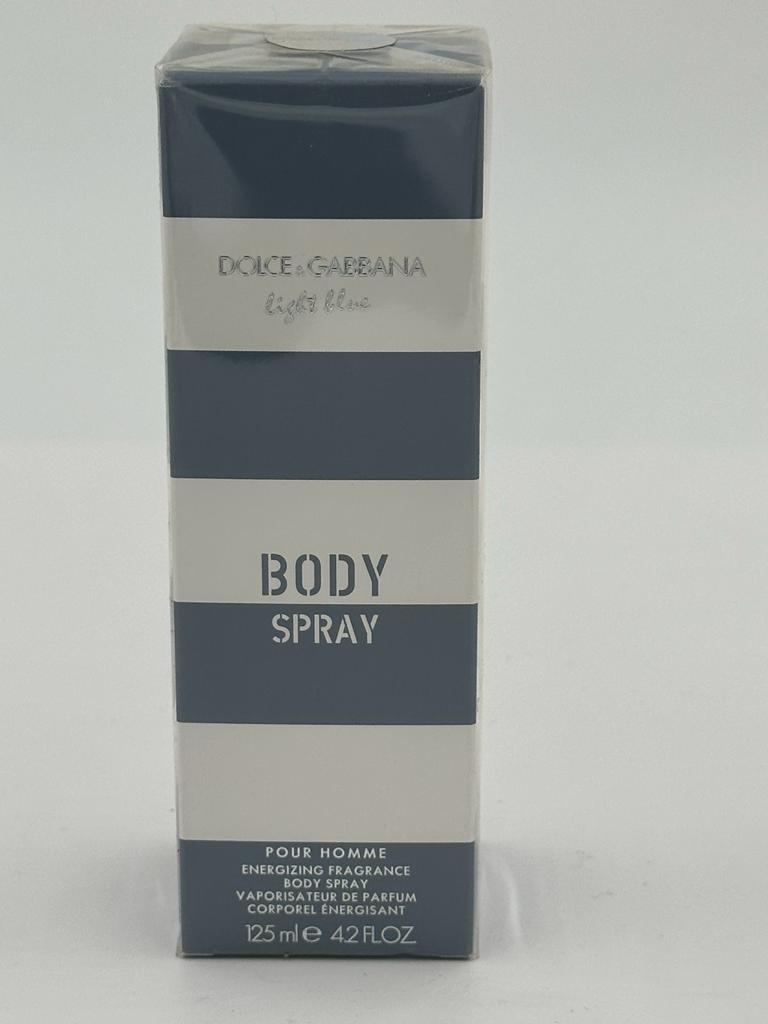 DOLCE & GABBANA
light blue
BODY
SPRAY
POUR HOMME
ENERGIZING FRAGRANCE
BODY SPRAY
VAPORISATEUR DE PARFUM
CORPOREL ÉNERGISANT
125 ml e 4.2 FL.OZ.